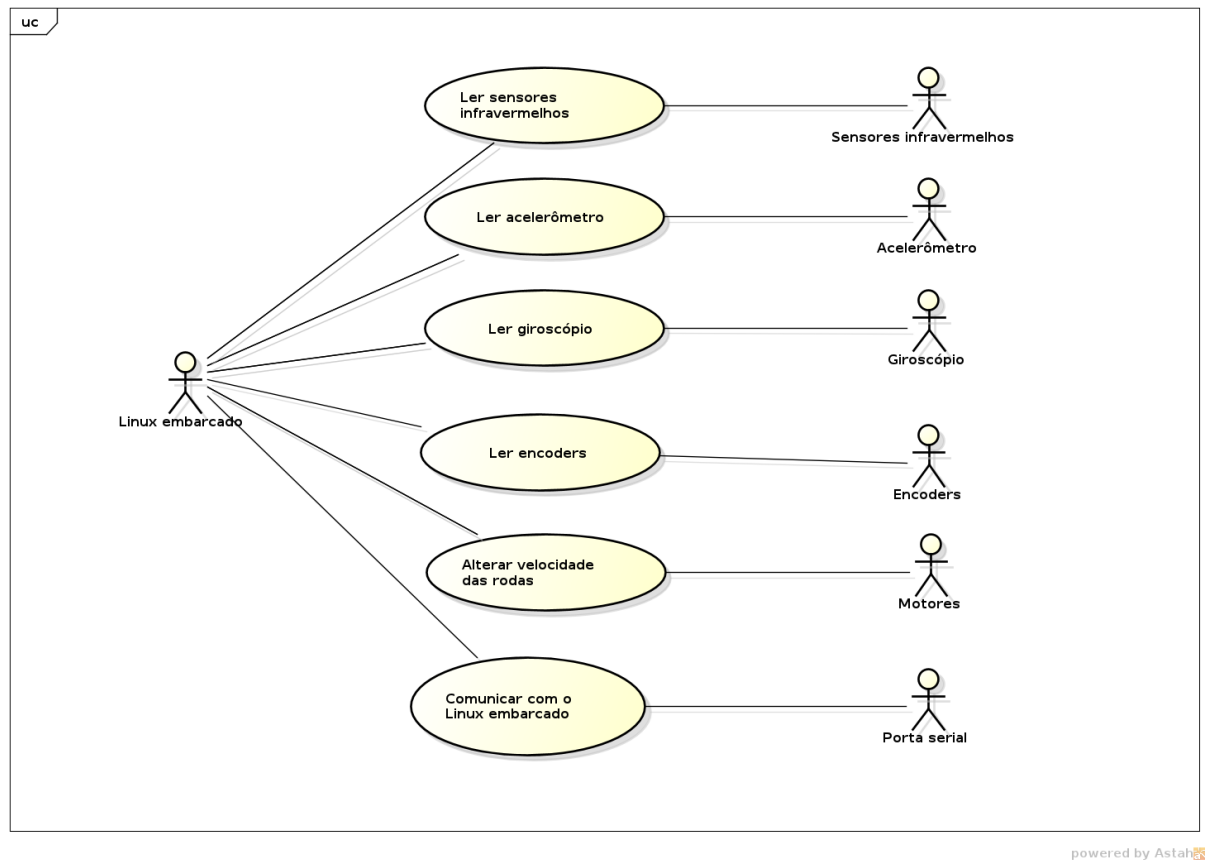 uc
Ler sensores
infravermelhos
Sensores infravermelhos
Ler acelerômetro
Acelerômetro
Ler giroscópio
Giroscópio
Linux embarcado
Ler encoders
Encoders
Alterar velocidade
das rodas
Motores
Comunicar com o
Linux embarcado
Porta serial
powered by Astah